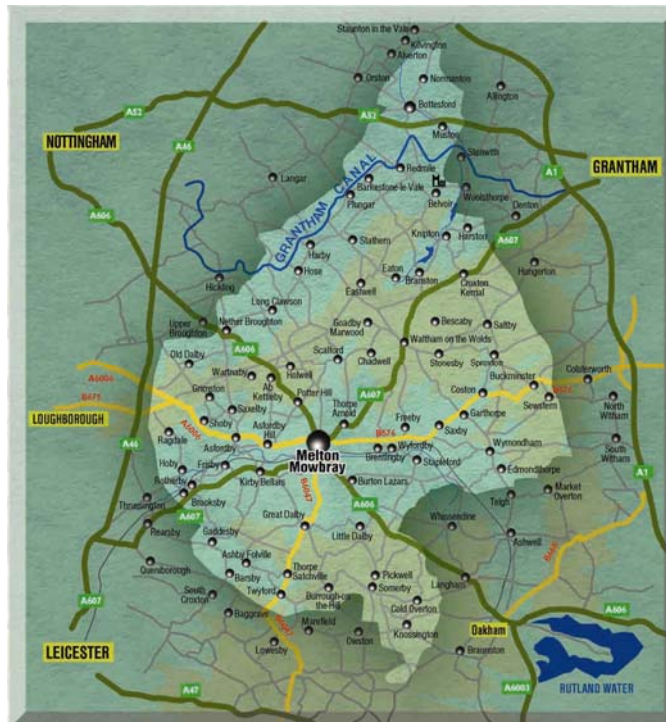 Staunton in the Vale
Kilvington
Alverton
Orston
Normanton
Allington
Bottesford
A52
A52
Muston
NOTTINGHAM
A46
Stenwith
GRANTHAM
Langar
Redmile
A1
Barkestone-le-Vale
Woolsthorpe
Plungar
Belvoir
Denton
GRANTHAM CANAL
A606
Knipton
Harston
A607
Stathern
Harby
Hose
Eaton
Branston
Croxton
Kerrial
Hungerton
Hickling
Eastwell
Long Clawson
Upper
Broughton
Nether Broughton
Goadby
Marwood
Bescaby
Saltby
Waltham on the Wolds
A606
Old Dalby
Scalford
Chadwell
Stonesby
Sproxton
Wartnaby
Ab
Kettleby
Holwell
Potter Hill
A607
Buckminster
Colsterworth
A6006
B676
Grimston
Saxelby
Coston
Sewstern
North
Witham
LOUGHBOROUGH
Thorpe
Arnold
Garthorpe
Shoby
Asfordby
Hill
A6006
Freeby
Saxby
B676
A46
Ragdale
Asfordby
Melton
Mowbray
Wyfordby
Brentingby
Wymondham
South
Witham
Hoby
Frisby
Stapleford
Edmondthorpe
Rotherby
Kirby Bellars
B6047
Burton Lazars
Market
Overton
A1
Thrussington
Brooksby
A606
Teigh
A607
Rearsby
Great Dalby
Whissendine
Gaddesby
Little Dalby
Ashwell
B668
Queniborough
Ashby Folville
Barsby
Thorpe
Satchville
Pickwell
Langham
South
Croxton
Twyford
Burrough-on
the-Hill
Somerby
A607
Baggrave
Cold Overton
A606
B6047
Marefield
Owston
Knossington
Oakham
LEICESTER
Lowesby
Braunston
A47
A6003
RUTLAND WATER